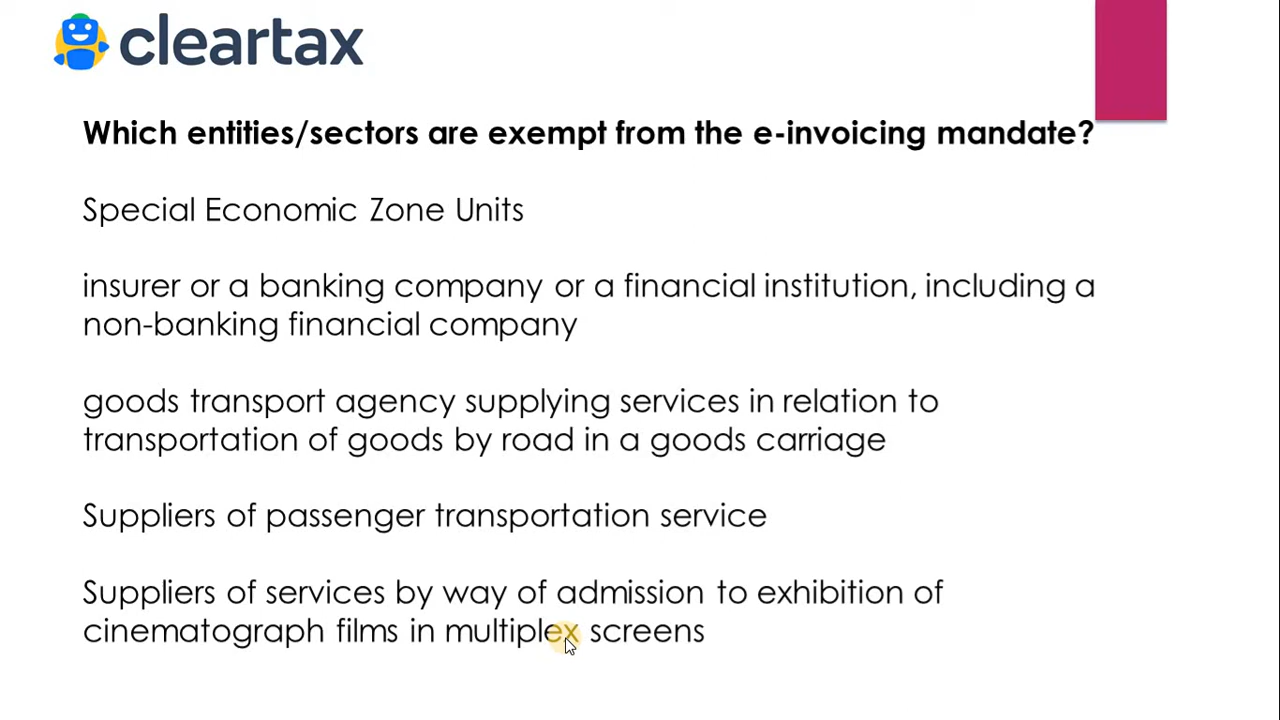 cleartax
Which entities/sectors are exempt from the e-invoicing mandate?
Special Economic Zone Units
insurer or a banking company or a financial institution, including a
non-banking financial company
goods transport agency supplying services in relation to
transportation of goods by road in a goods carriage
Suppliers of passenger transportation service
Suppliers of services by way of admission to exhibition of
cinematograph films in multiplex screens